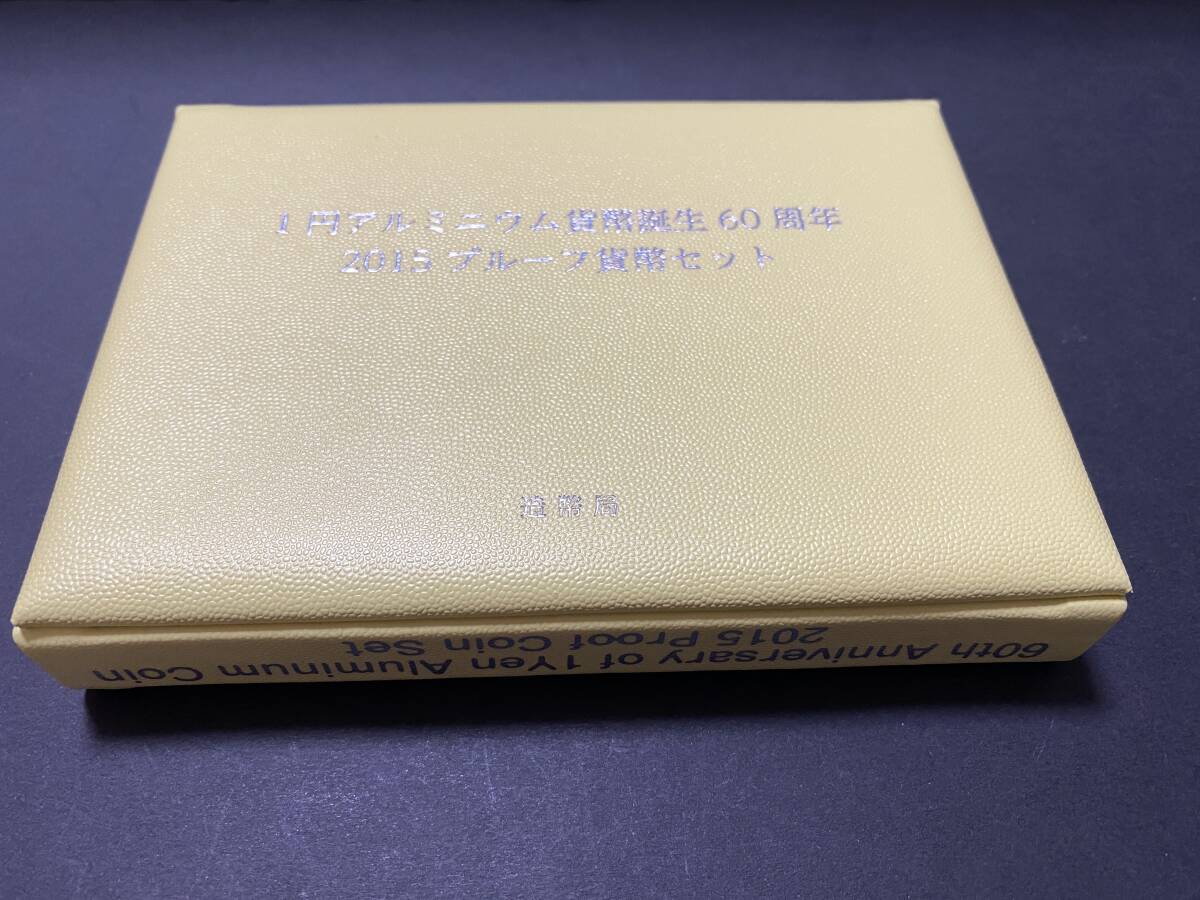 1円アルミニウム貨幣誕生60周年
2015プルーフ貨幣セット
造幣局
60th Anniversary of 1Yen Aluminum Coin
2015 Proof Coin Set